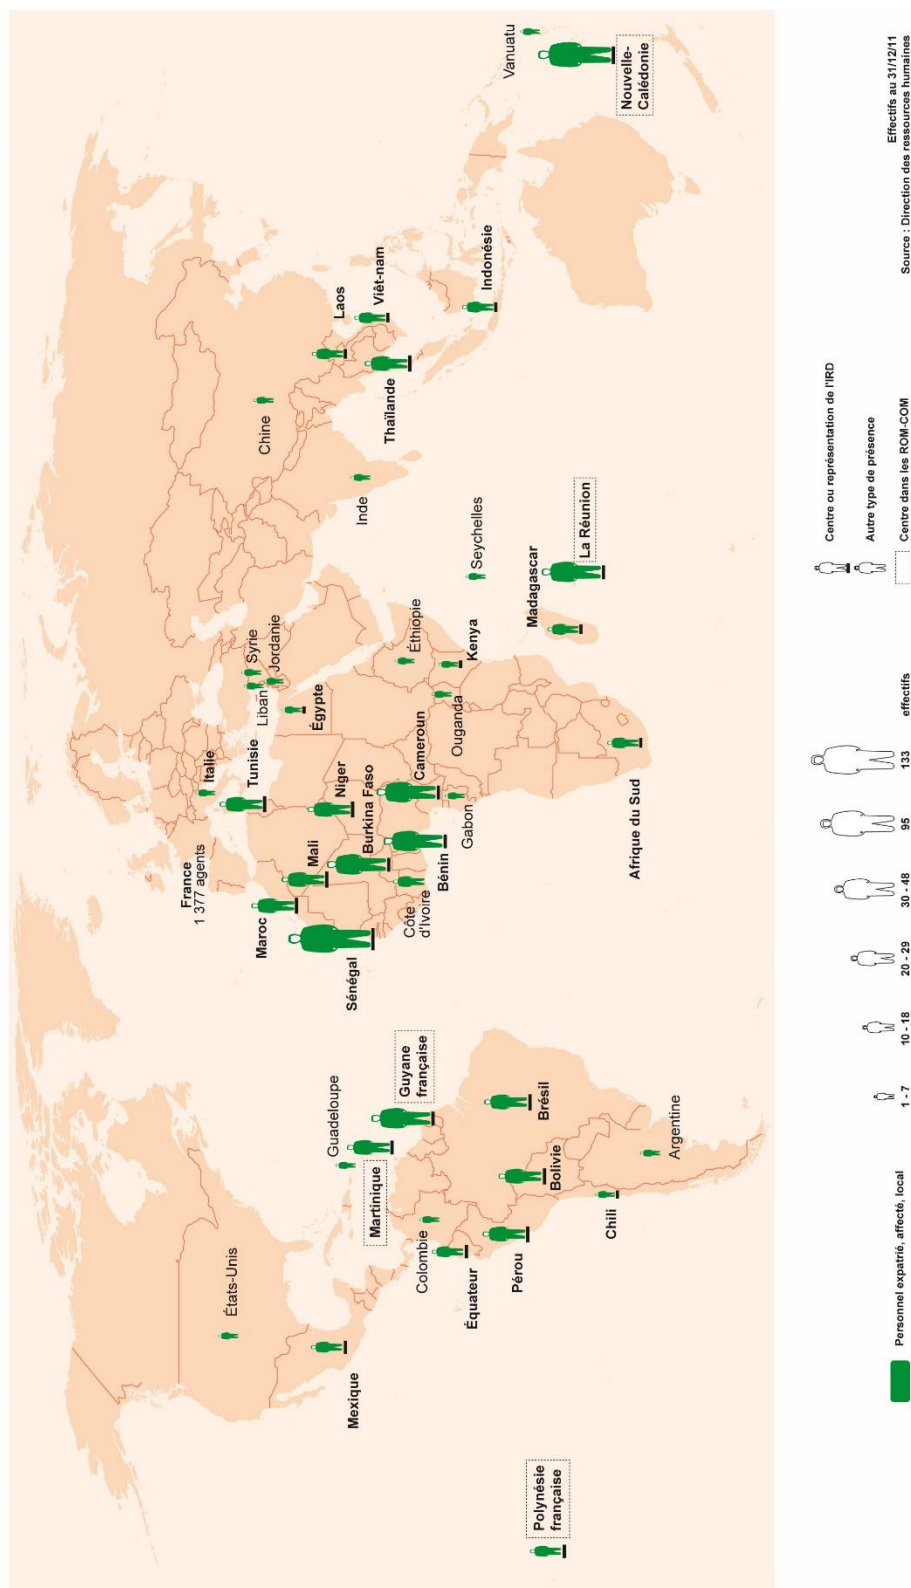 États-Unis
Mexique
Polynésie
française
Guadeloupe
Martinique
Guyane
française
Colombie
Équateur
Pérou
Brésil
Bolivie
Chili
Argentine
France
1 377 agents
Italie
Maroc
Tunisie
Sénégal
Mali
Niger
Burkina Faso
Côte
d'Ivoire
Bénin
Cameroun
Gabon
Afrique du Sud
Syrie
Liban
Jordanie
Égypte
Éthiopie
Ouganda
Kenya
Seychelles
Madagascar
La Réunion
Inde
Chine
Laos
Viêt-nam
Thaïlande
Indonésie
Vanuatu
Nouvelle-
Calédonie
Personnel expatrié, affecté, local
1 - 7
10 - 18
20 - 29
30 - 48
95
133
effectifs
Centre ou représentation de l'IRD
Autre type de présence
Centre dans les ROM-COM
Effectifs au 31/12/11
Source : Direction des ressources humaines